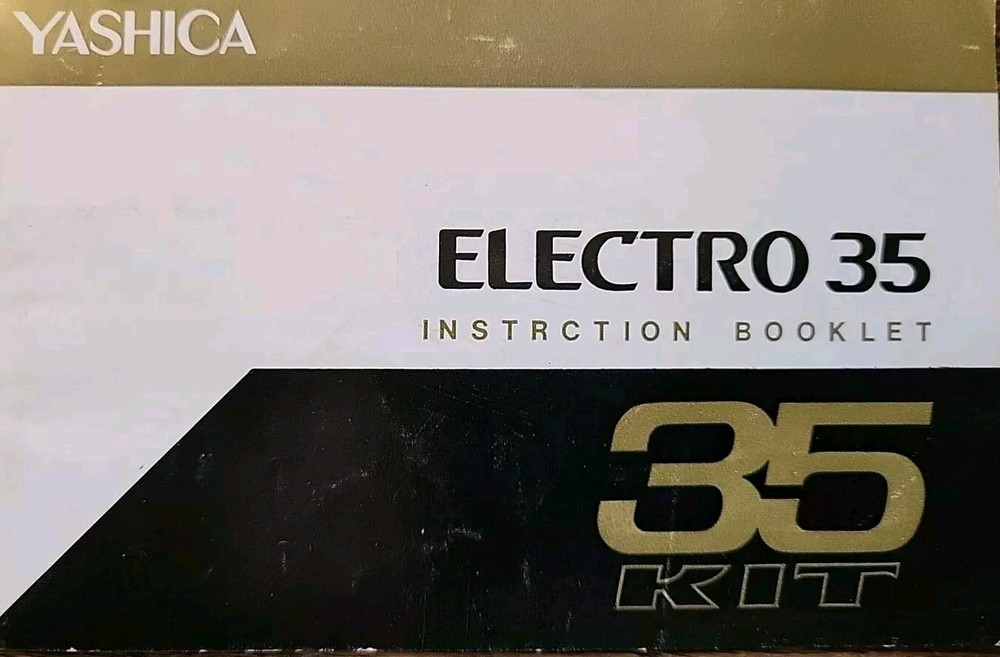 YASHICA
ELECTRO 35
INSTRCTION BOOKLET
35
KIT